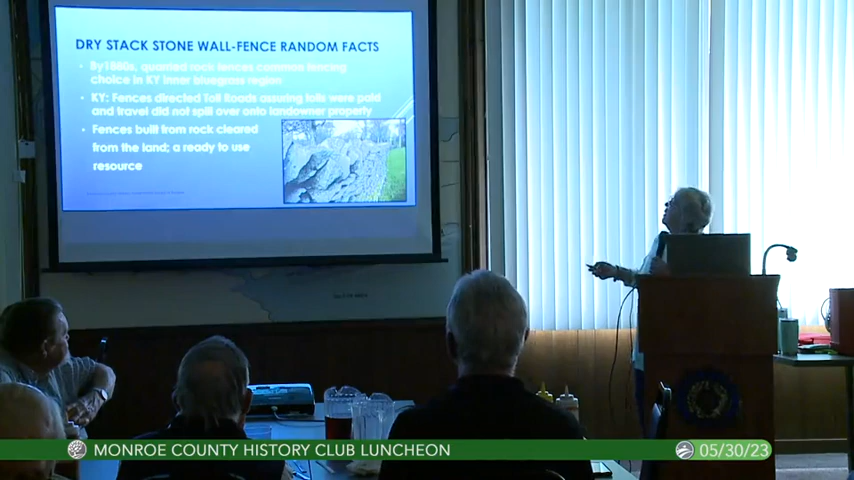 DRY STACK STONE WALL-FENCE RANDOM FACTS
By1880s, quarried rock fences common fencing
choice in KY inner bluegrass region
KY: Fences directed Toll Roads assuring tolls were paid
and travel did not spill over onto landowner property
Fences built from rock cleared
from the land; a ready to use
resource
MONROE COUNTY HISTORY CLUB LUNCHEON
05/30/23